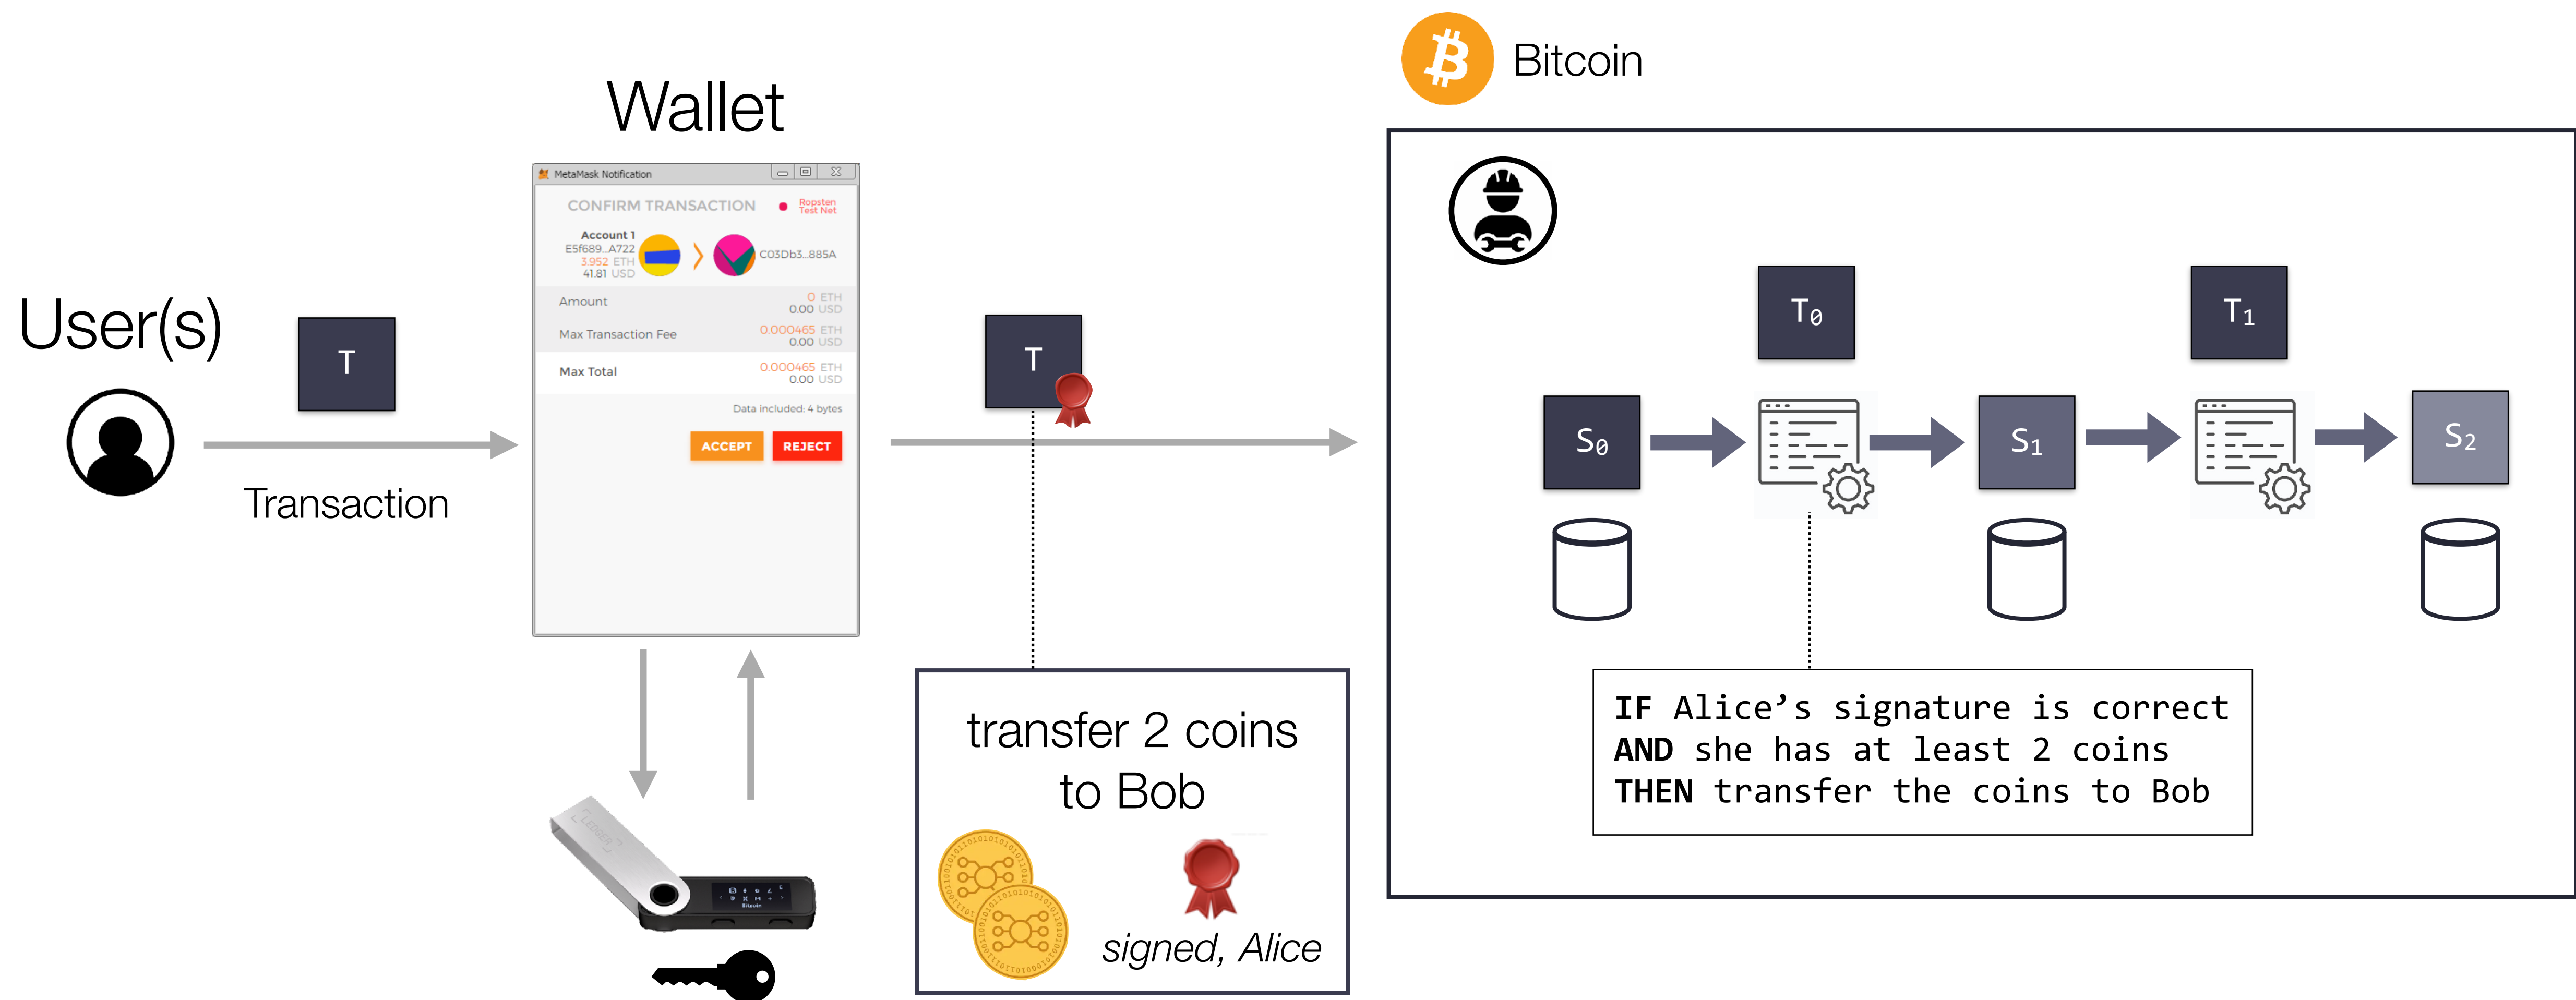 Bitcoin
Wallet
MetaMask Notification
CONFIRM TRANSACTION
Ropsten
Test Net
Account 1
E5f689...A722
3.952 ETH
41.81 USD
C03Db3...885A
Amount
0 ETH
0.00 USD
Max Transaction Fee
0.000465 ETH
0.00 USD
Max Total
0.000465 ETH
0.00 USD
Data included: 4 bytes
ACCEPT
REJECT
User(s)
T
Transaction
T
T₀
T₁
S₀
S₁
S₂
transfer 2 coins
to Bob
signed, Alice
IF Alice’s signature is correct
AND she has at least 2 coins
THEN transfer the coins to Bob
LEDGER
Bitcoin